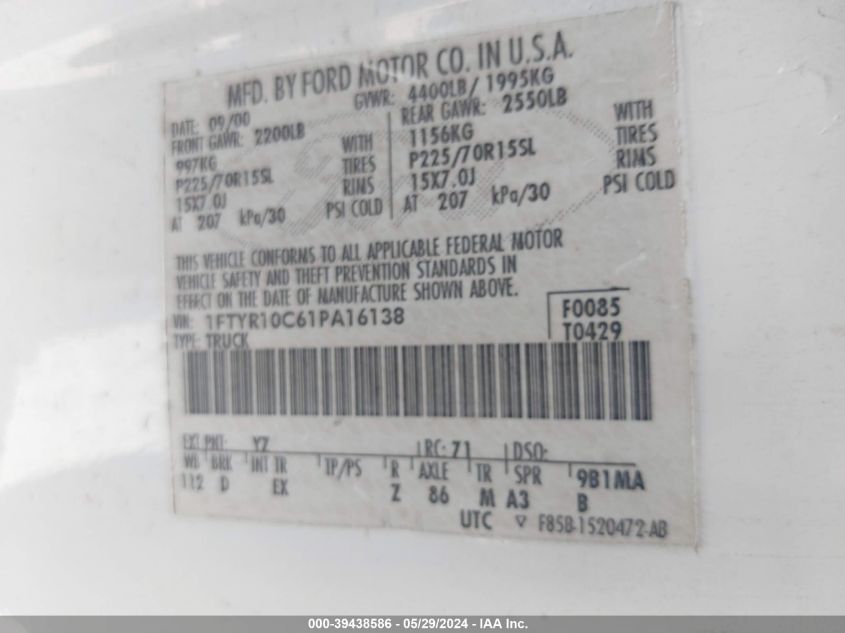 MFD. BY FORD MOTOR CO. IN U.S.A.
DATE: 09/00 GVWR: 4400LB/ 1995KG
FRONT GAWR: 2200LB REAR GAWR: 2550LB
997KG WITH 1156KG WITH
P225/70R15SL TIRES P225/70R15SL TIRES
15X7.0J RIMS 15X7.0J RIMS
AT 207 kPa/30 PSI COLD AT 207 kPa/30 PSI COLD
THIS VEHICLE CONFORMS TO ALL APPLICABLE FEDERAL MOTOR
VEHICLE SAFETY AND THEFT PREVENTION STANDARDS IN
EFFECT ON THE DATE OF MANUFACTURE SHOWN ABOVE.
VIN: 1FTYR10C61PA16138 F0085
TYPE: TRUCK T0429
EXT PNT: YZ RC: 71 DSO:
WB BRK INT TR TP/PS R AXLE TR SPR 9B1MA
112 D EX Z 86 M A3 B
UTC ▽ F85B-1520472-AB
000-39438586 - 05/29/2024 - IAA Inc.